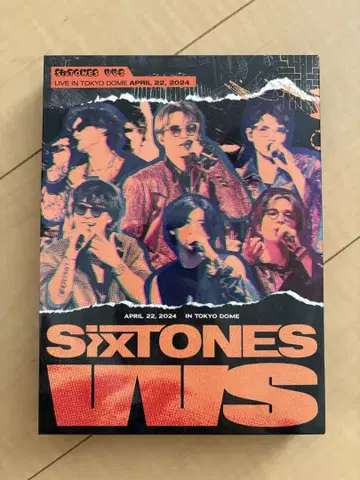 SixTONES VVS
LIVE IN TOKYO DOME APRIL 22, 2024
APRIL 22, 2024 IN TOKYO DOME
SixTONES
VVS